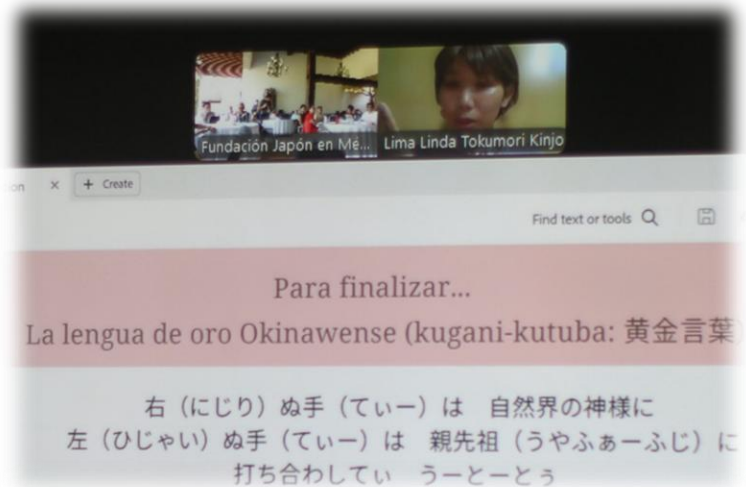 Fundación Japón en Mé...
Lima Linda Tokumori Kinjo
× + Create
Find text or tools
Para finalizar...
La lengua de oro Okinawense (kugani-kutuba: 黄金言葉
右（にじり）ぬ手（てぃー）は　自然界の神様に
左（ひじゃい）ぬ手（てぃー）は　親先祖（うやふぁーふじ）に
打ち合わしてぃ　うーとーとぅ